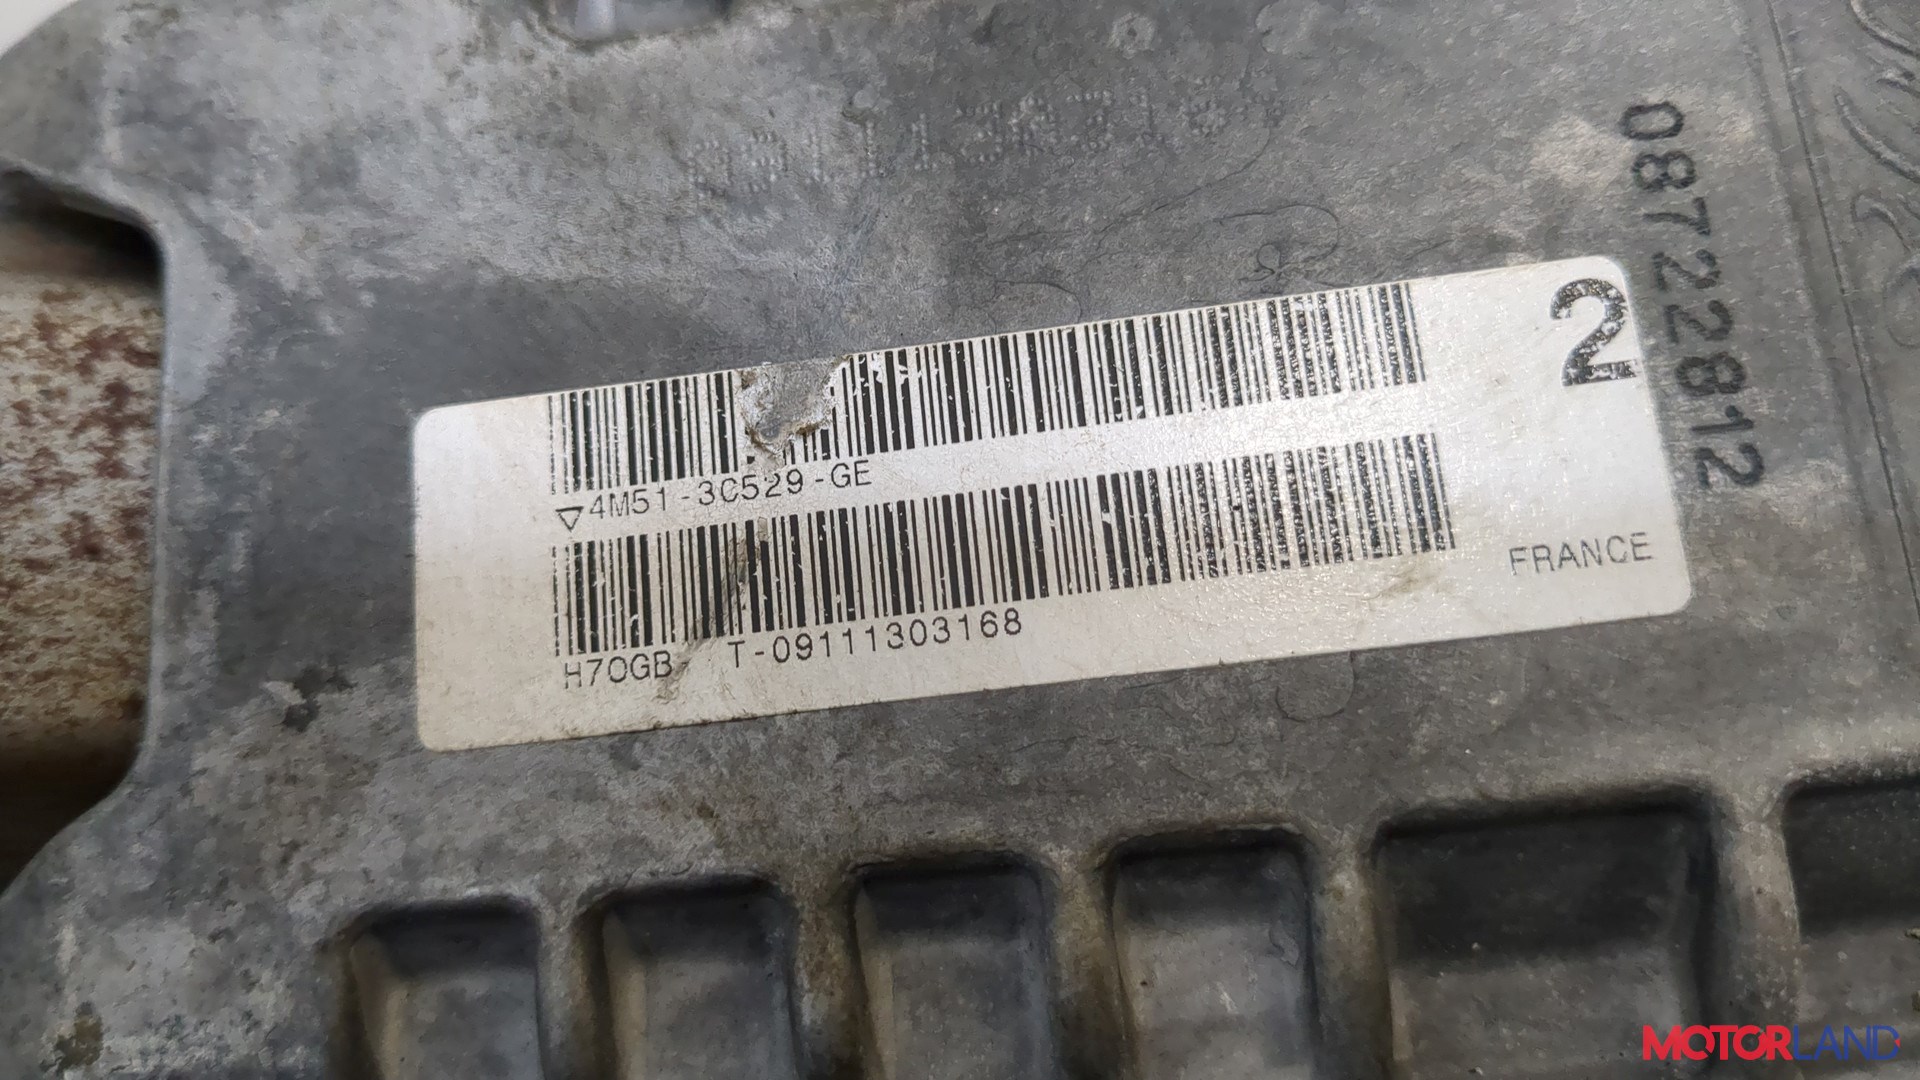 08722812
2
▽4M51-3C529-GE
FRANCE
H70GB T-09111303168
MOTORLAND